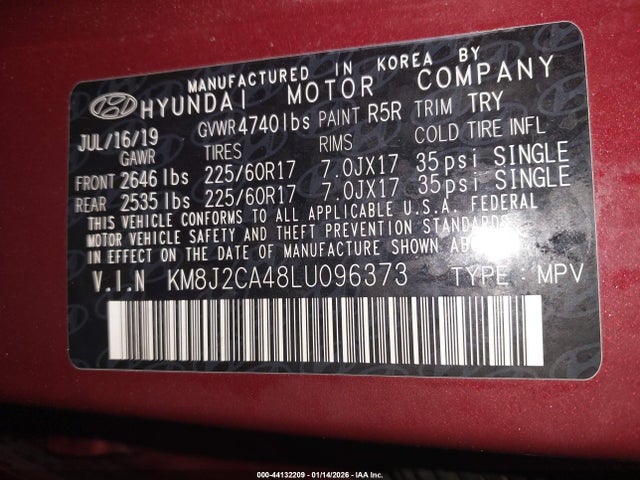 MANUFACTURED IN KOREA BY
HYUNDAI MOTOR COMPANY
JUL/16/19 GVWR 4740lbs PAINT R5R TRIM TRY
GAWR TIRES RIMS COLD TIRE INFL.
FRONT 2646 lbs 225/60R17 7.0JX17 35psi SINGLE
REAR 2535 lbs 225/60R17 7.0JX17 35psi SINGLE
THIS VEHICLE CONFORMS TO ALL APPLICABLE U.S.A. FEDERAL
MOTOR VEHICLE SAFETY AND THEFT PREVENTION STANDARDS
IN EFFECT ON THE DATE OF MANUFACTURE SHOWN
V.I.N KM8J2CA48LU096373 TYPE : MPV
000-44132209 - 01/14/2026 - IAA Inc.